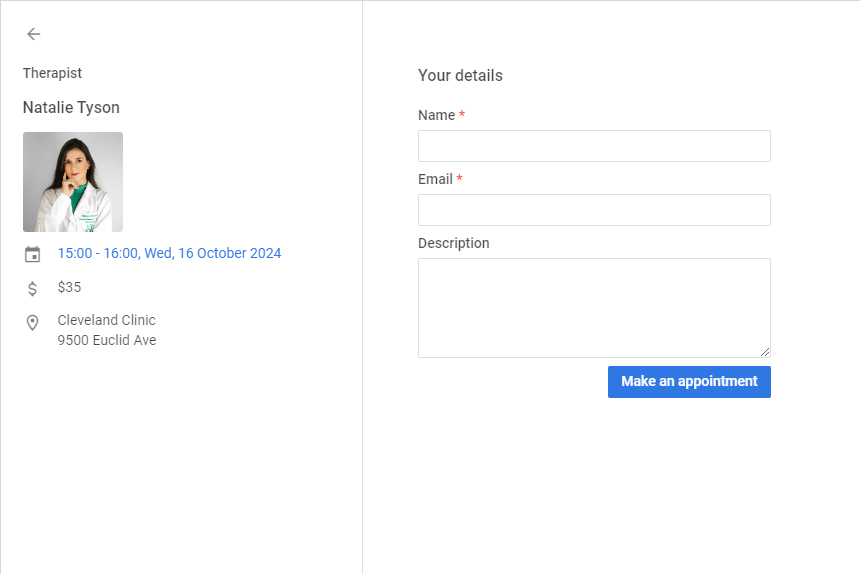 Therapist
Natalie Tyson
15:00 - 16:00, Wed, 16 October 2024
$35
Cleveland Clinic
9500 Euclid Ave
Your details
Name *
Email *
Description
Make an appointment